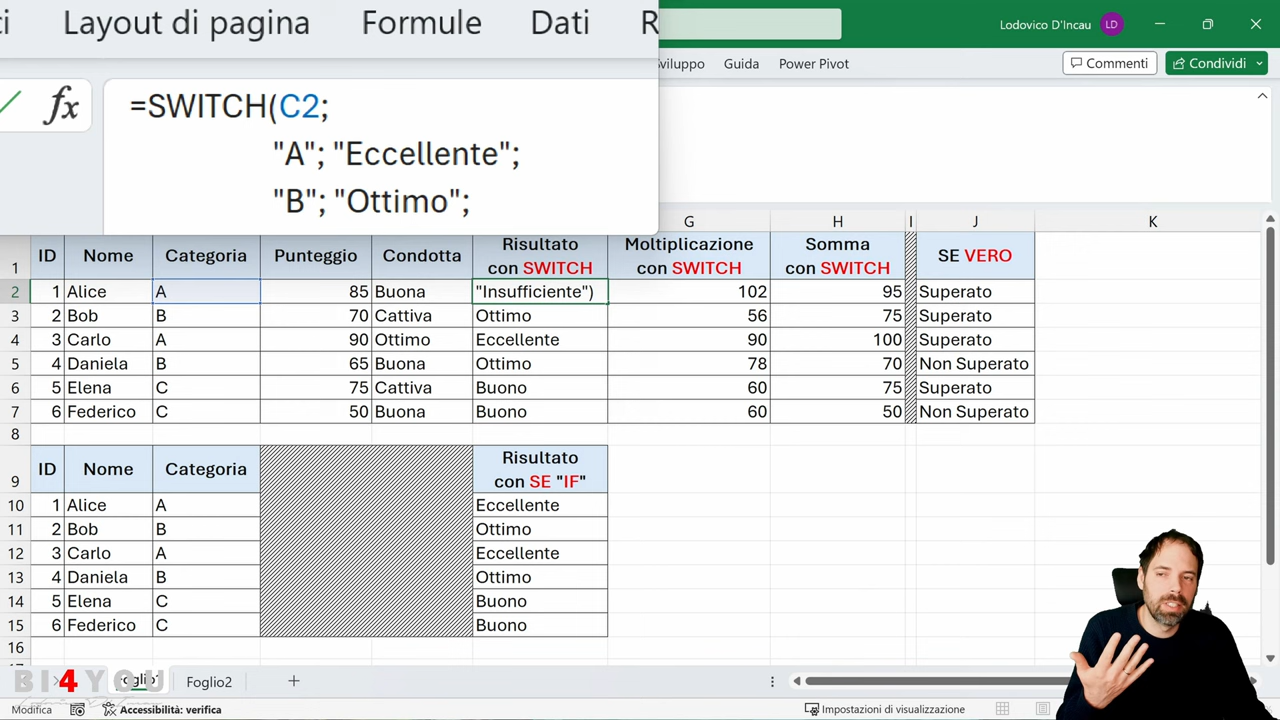 ci Layout di pagina Formule Dati R
Lodovico D'Incau LD
Sviluppo Guida Power Pivot Commenti Condividi
fx =SWITCH(C2;
"A"; "Eccellente";
"B"; "Ottimo";
G H I J K
1 ID Nome Categoria Punteggio Condotta Risultato con SWITCH Moltiplicazione con SWITCH Somma con SWITCH SE VERO
2 1 Alice A 85 Buona "Insufficiente") 102 95 Superato
3 2 Bob B 70 Cattiva Ottimo 56 75 Superato
4 3 Carlo A 90 Ottimo Eccellente 90 100 Superato
5 4 Daniela B 65 Buona Ottimo 78 70 Non Superato
6 5 Elena C 75 Cattiva Buono 60 75 Superato
7 6 Federico C 50 Buona Buono 60 50 Non Superato
8
9 ID Nome Categoria Risultato con SE "IF"
10 1 Alice A Eccellente
11 2 Bob B Ottimo
12 3 Carlo A Eccellente
13 4 Daniela B Ottimo
14 5 Elena C Buono
15 6 Federico C Buono
16
BI4YOU Foglio2
Modifica Accessibilità: verifica Impostazioni di visualizzazione